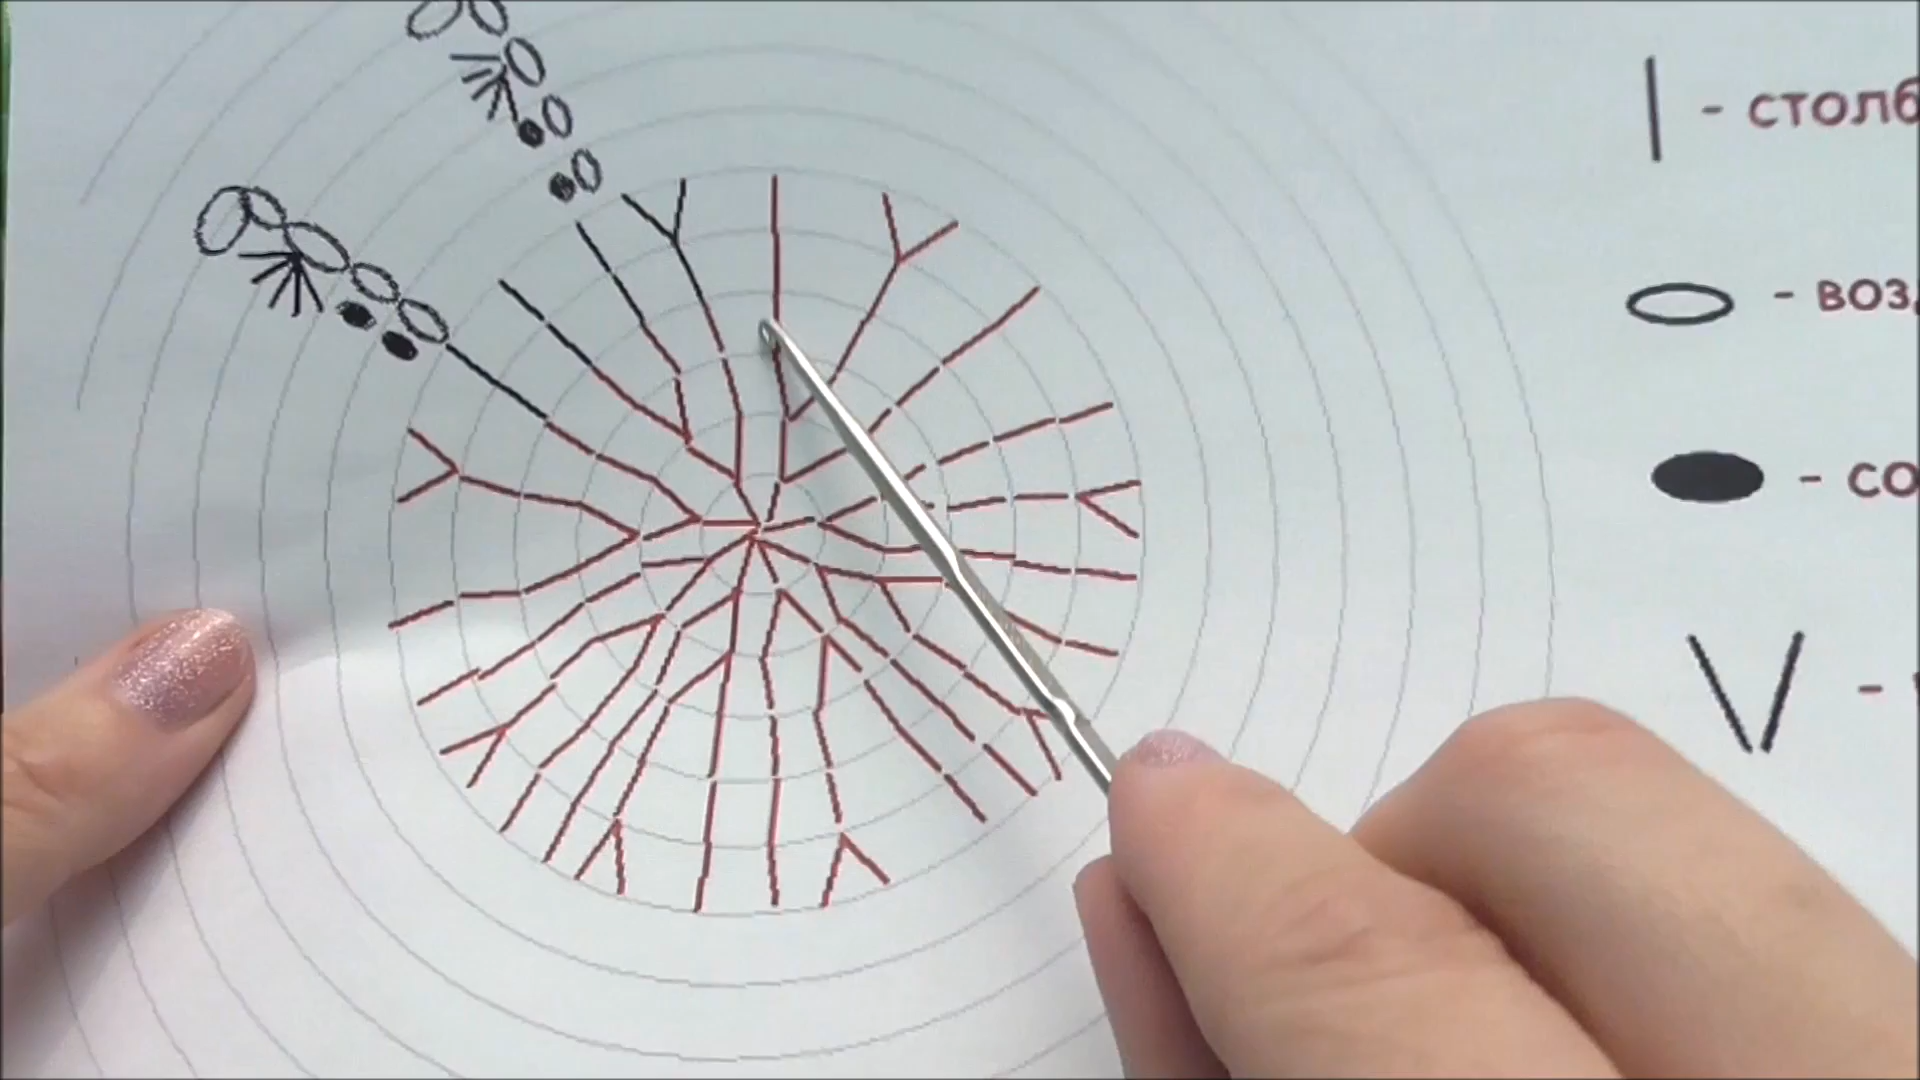 - столб
- воз
- со
-